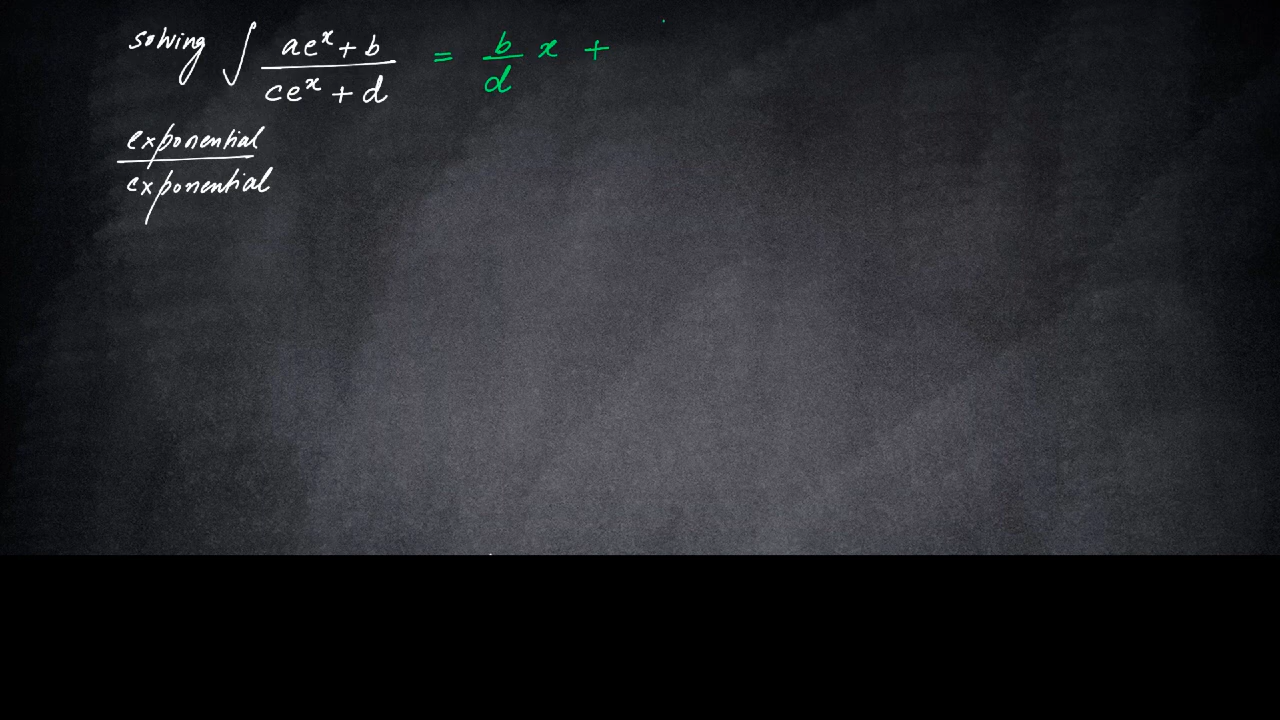 solving ∫ (ae^x + b)/(ce^x + d) = b/d x +
exponential
exponential